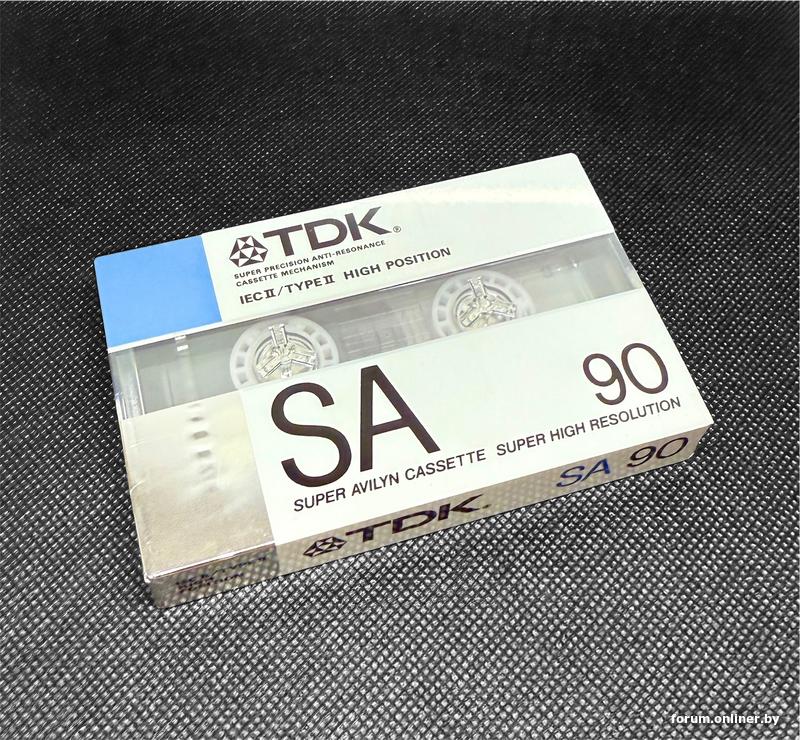 TDK®
SUPER PRECISION ANTI-RESONANCE
CASSETTE MECHANISM
IECⅡ/TYPEⅡ HIGH POSITION
SA
90
SUPER AVILYN CASSETTE SUPER HIGH RESOLUTION
TDK.
SA 90
forum.onliner.by